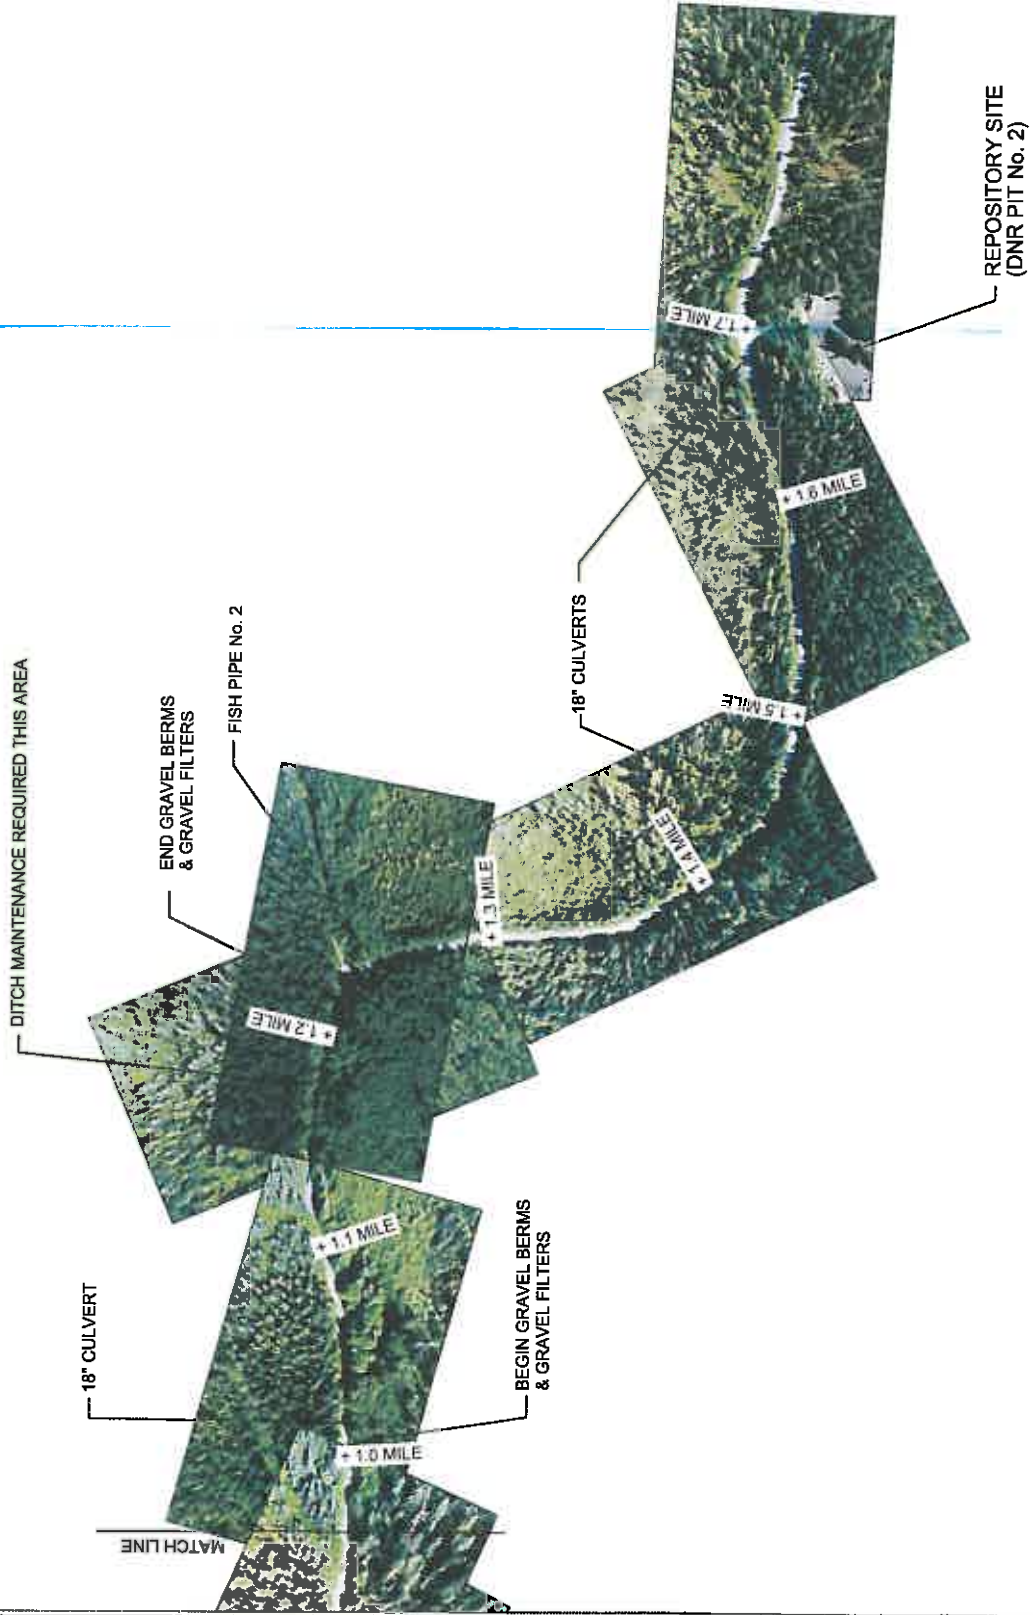 DITCH MAINTENANCE REQUIRED THIS AREA
18" CULVERT
END GRAVEL BERMS
& GRAVEL FILTERS
FISH PIPE No. 2
MATCH LINE
+ 1.0 MILE
+ 1.1 MILE
+ 1.2 MILE
BEGIN GRAVEL BERMS
& GRAVEL FILTERS
+ 1.3 MILE
+ 1.4 MILE
18" CULVERTS
+ 1.5 MILE
+ 1.6 MILE
+ 1.7 MILE
REPOSITORY SITE
(DNR PIT No. 2)